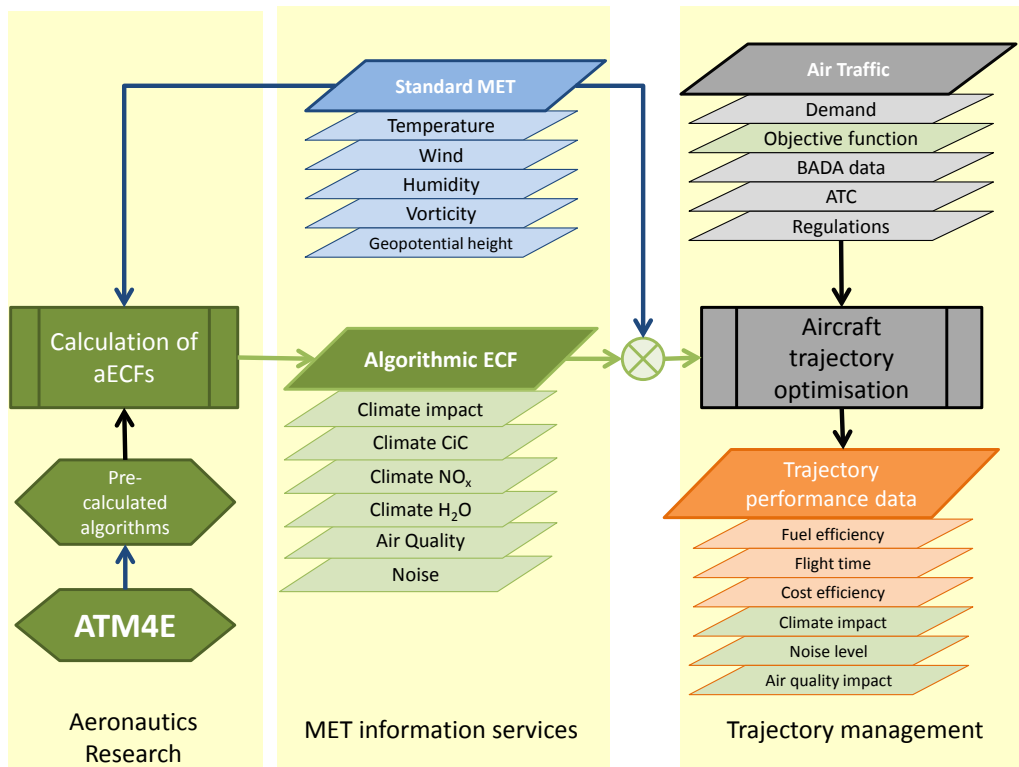 Standard MET
Temperature
Wind
Humidity
Vorticity
Geopotential height
Air Traffic
Demand
Objective function
BADA data
ATC
Regulations
Calculation of
aECFs
Algorithmic ECF
Climate impact
Climate CiC
Climate NOₓ
Climate H₂O
Air Quality
Noise
Aircraft
trajectory
optimisation
Pre-
calculated
algorithms
ATM4E
Trajectory
performance data
Fuel efficiency
Flight time
Cost efficiency
Climate impact
Noise level
Air quality impact
Aeronautics
Research
MET information services
Trajectory management